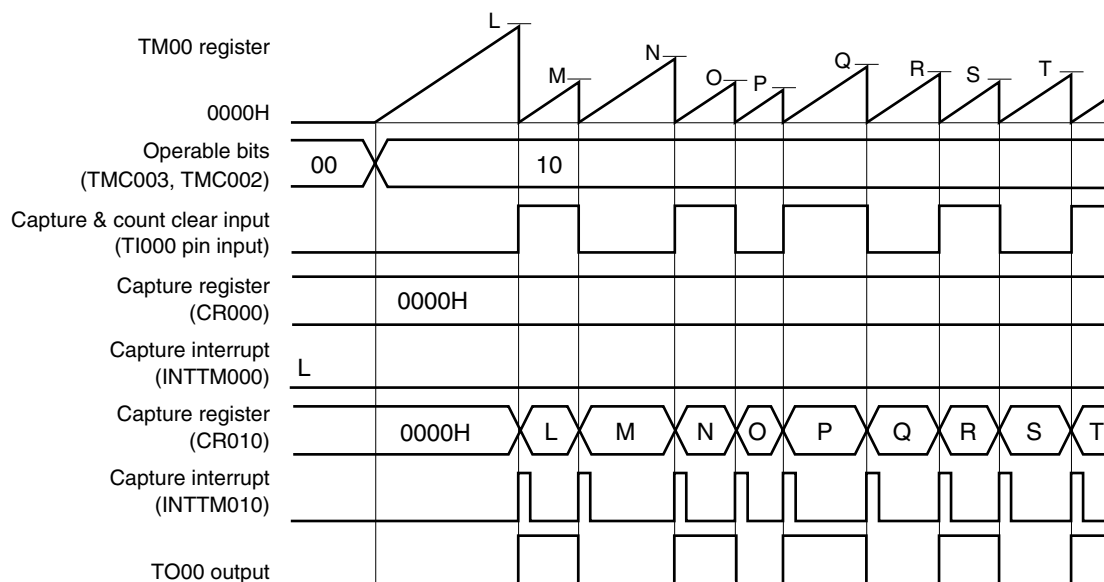 L
TM00 register
N
Q
M
O
P
R
S
T
0000H
Operable bits
(TMC003, TMC002)
00
10
Capture & count clear input
(TI000 pin input)
Capture register
(CR000)
0000H
Capture interrupt
(INTTM000)
L
Capture register
(CR010)
0000H
L
M
N
O
P
Q
R
S
T
Capture interrupt
(INTTM010)
TO00 output